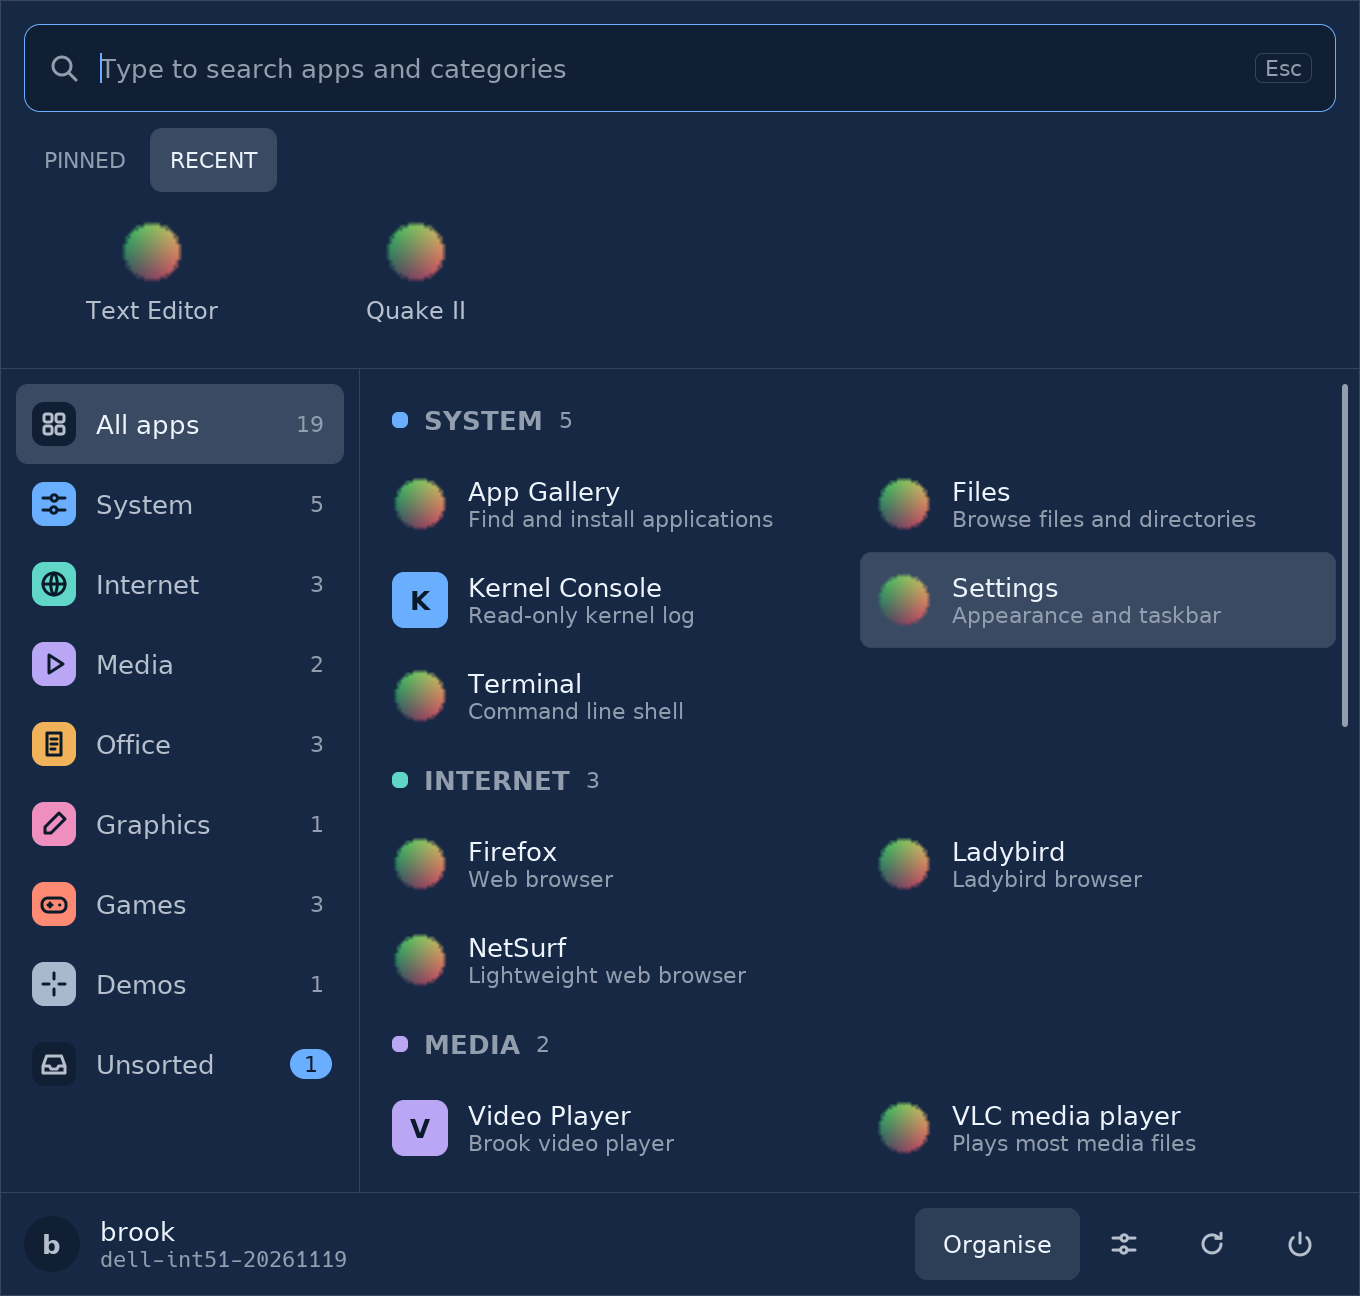 Type to search apps and categories
Esc
PINNED
RECENT
Text Editor
Quake II
All apps 19
System 5
Internet 3
Media 2
Office 3
Graphics 1
Games 3
Demos 1
Unsorted 1
SYSTEM 5
App Gallery
Find and install applications
Files
Browse files and directories
K
Kernel Console
Read-only kernel log
Settings
Appearance and taskbar
Terminal
Command line shell
INTERNET 3
Firefox
Web browser
Ladybird
Ladybird browser
NetSurf
Lightweight web browser
MEDIA 2
V
Video Player
Brook video player
VLC media player
Plays most media files
b
brook
dell-int51-20261119
Organise